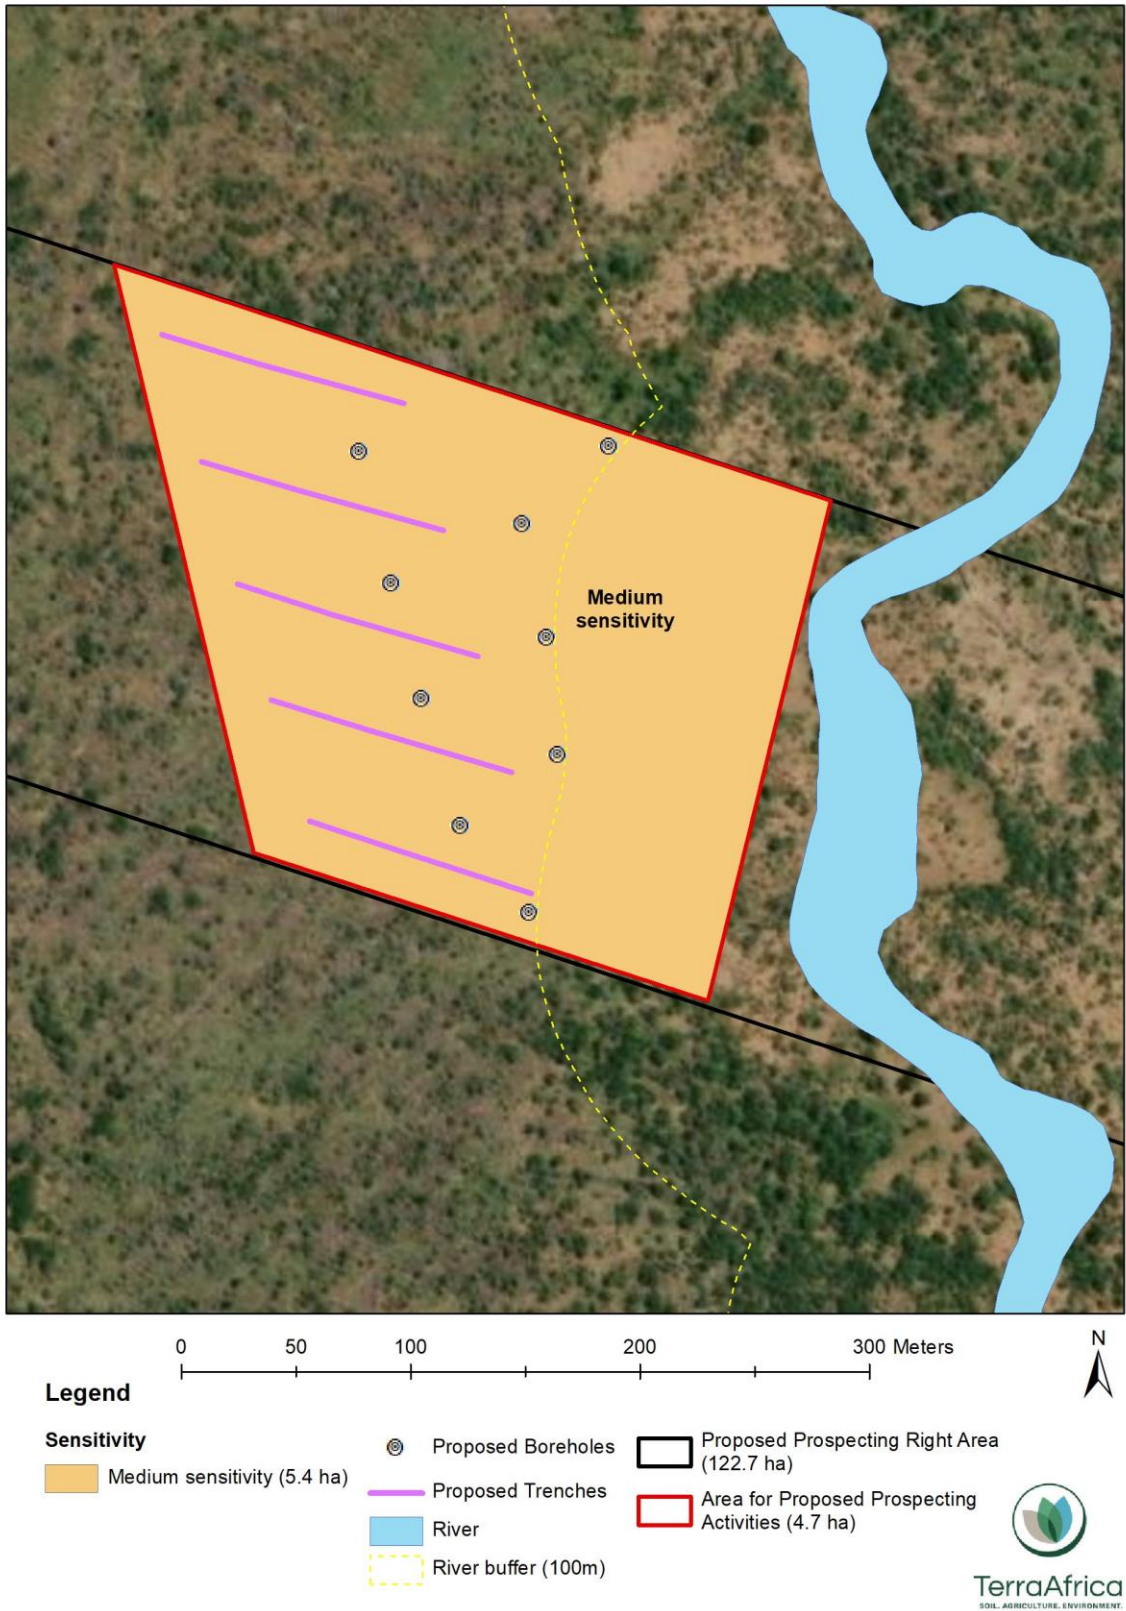 Medium
sensitivity
0 50 100 200 300 Meters
N
Legend
Sensitivity
Medium sensitivity (5.4 ha)
Proposed Boreholes
Proposed Trenches
River
River buffer (100m)
Proposed Prospecting Right Area
(122.7 ha)
Area for Proposed Prospecting
Activities (4.7 ha)
TerraAfrica
SOIL. AGRICULTURE. ENVIRONMENT.